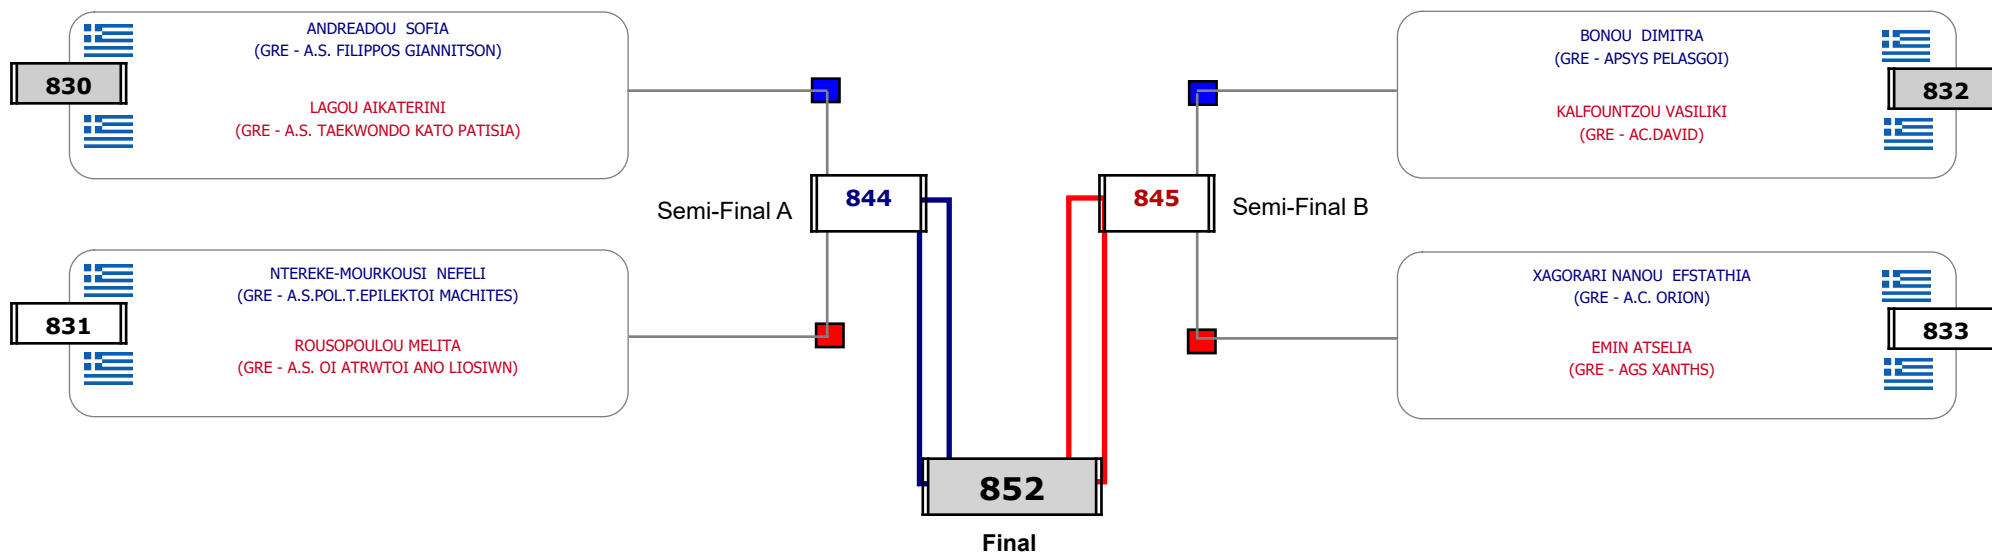 ANDREADOU  SOFIA
(GRE - A.S. FILIPPOS GIANNITSON)
830
LAGOU AIKATERINI
(GRE - A.S. TAEKWONDO KATO PATISIA)
BONOU  DIMITRA
(GRE - APSYS PELASGOI)
832
KALFOUNTZOU VASILIKI
(GRE - AC.DAVID)
Semi-Final A
844
845
Semi-Final B
NTEREKE-MOURKOUSI  NEFELI
(GRE - A.S.POL.T.EPILEKTOI MACHITES)
831
ROUSOPOULOU MELITA
(GRE - A.S. OI ATRWTOI ANO LIOSIWN)
XAGORARI NANOU  EFSTATHIA
(GRE - A.C. ORION)
833
EMIN ATSELIA
(GRE - AGS XANTHS)
852
Final